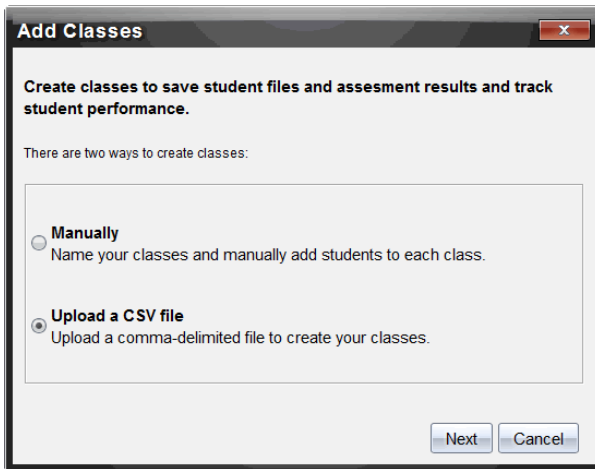 Add Classes
x
Create classes to save student files and assesment results and track
student performance.
There are two ways to create classes:
Manually
Name your classes and manually add students to each class.
Upload a CSV file
Upload a comma-delimited file to create your classes.
Next Cancel